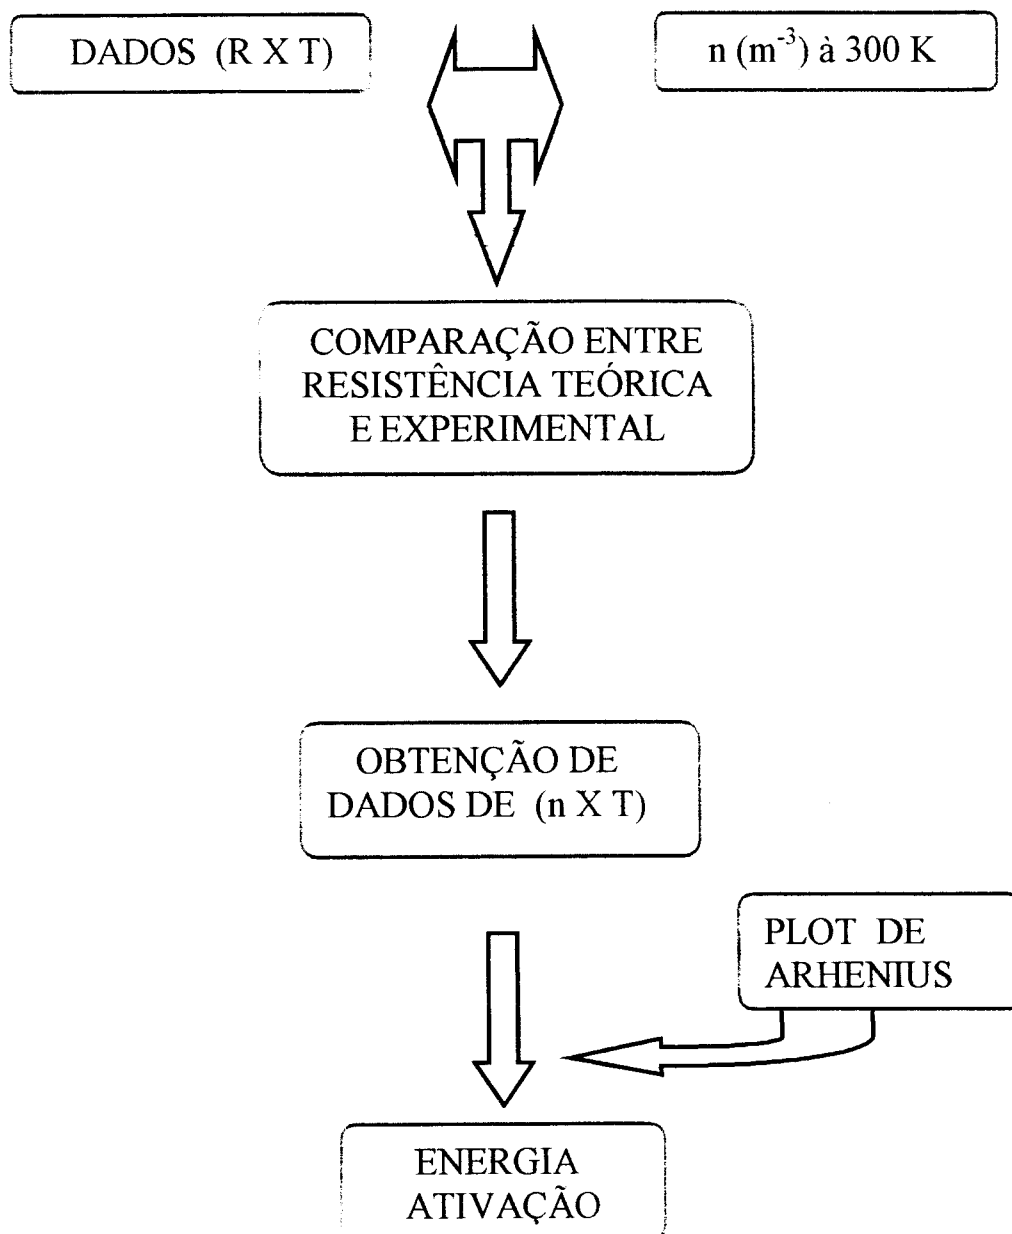 DADOS (R X T)
n (m⁻³) à 300 K
COMPARAÇÃO ENTRE
RESISTÊNCIA TEÓRICA
E EXPERIMENTAL
OBTENÇÃO DE
DADOS DE (n X T)
PLOT DE
ARHENIUS
ENERGIA
ATIVAÇÃO